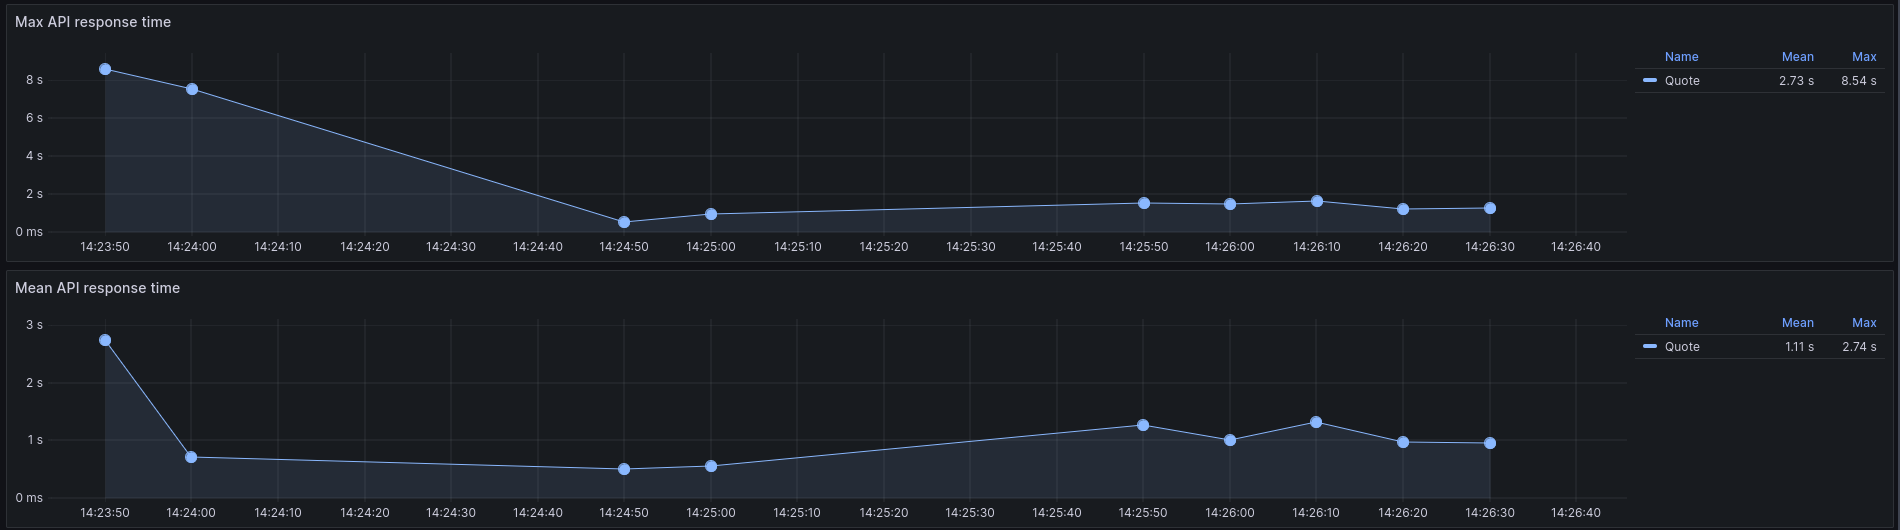 Max API response time
Name Mean Max
Quote 2.73 s 8.54 s
8 s
6 s
4 s
2 s
0 ms
14:23:50 14:24:00 14:24:10 14:24:20 14:24:30 14:24:40 14:24:50 14:25:00 14:25:10 14:25:20 14:25:30 14:25:40 14:25:50 14:26:00 14:26:10 14:26:20 14:26:30 14:26:40
Mean API response time
Name Mean Max
Quote 1.11 s 2.74 s
3 s
2 s
1 s
0 ms
14:23:50 14:24:00 14:24:10 14:24:20 14:24:30 14:24:40 14:24:50 14:25:00 14:25:10 14:25:20 14:25:30 14:25:40 14:25:50 14:26:00 14:26:10 14:26:20 14:26:30 14:26:40